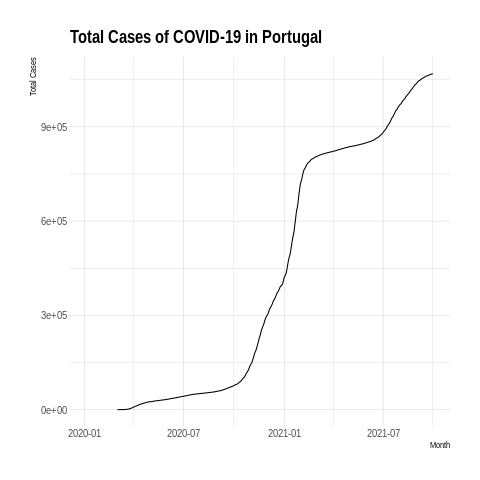 Total Cases of COVID-19 in Portugal
Total Cases
9e+05
6e+05
3e+05
0e+00
2020-01 2020-07 2021-01 2021-07
Month